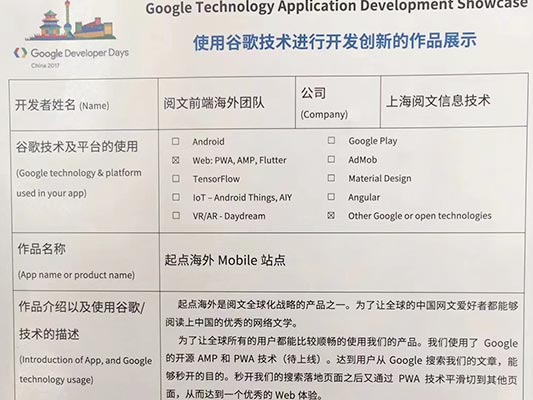 Google Technology Application Development Showcase
使用谷歌技术进行开发创新的作品展示
Google Developer Days
China 2017
开发者姓名 (Name)
阅文前端海外团队
公司
(Company)
上海阅文信息技术
谷歌技术及平台的使用
(Google technology & platform
used in your app)
☐ Android
☒ Web: PWA, AMP, Flutter
☐ TensorFlow
☐ IoT – Android Things, AIY
☐ VR/AR - Daydream
☐ Google Play
☐ AdMob
☐ Material Design
☐ Angular
☒ Other Google or open technologies
作品名称
(App name or product name)
起点海外 Mobile 站点
作品介绍以及使用谷歌/
技术的描述
(Introduction of App, and Google
technology usage)
起点海外是阅文全球化战略的产品之一。为了让全球的中国网文爱好者都能够
阅读上中国的优秀的网络文学。
为了让全球所有的用户都能比较顺畅的使用我们的产品。我们使用了 Google
的开源 AMP 和 PWA 技术（待上线）。达到用户从 Google 搜索我们的文章，能
够秒开的目的。秒开我们的搜索落地页面之后又通过 PWA 技术平滑切到其他页
面，从而达到一个优秀的 Web 体验。